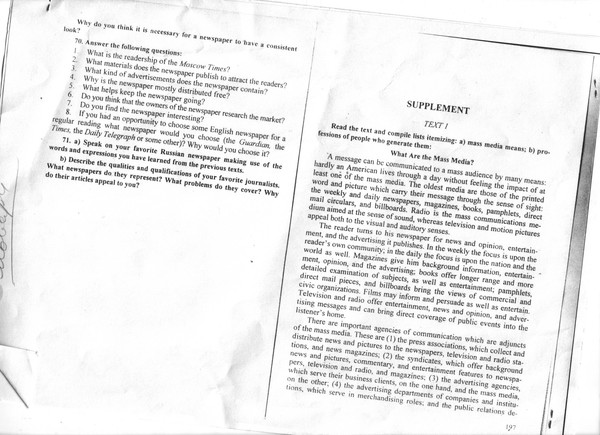 Why do you think it is necessary for a newspaper to have a consistent
look?
70. Answer the following questions:
1. What is the readership of the Moscow Times?
2. What materials does the newspaper publish to attract the readers?
3. What kind of advertisements does the newspaper contain?
4. Why is the newspaper mostly distributed free?
5. What helps keep the newspaper going?
6. Do you think that the owners of the newspaper research the market?
7. Do you find the newspaper interesting?
8. If you had an opportunity to choose some English newspaper for a
regular reading what newspaper would you choose (the Guardian, the
Times, the Daily Telegraph or some other)? Why would you choose it?
71. a) Speak on your favorite Russian newspaper making use of the
words and expressions you have learned from the previous texts.
b) Describe the qualities and qualifications of your favorite journalists.
What newspapers do they represent? What problems do they cover? Why
do their articles appeal to you?
SUPPLEMENT
TEXT 1
Read the text and compile lists itemizing: a) mass media means; b) pro-
fessions of people who generate them:
What Are the Mass Media?
A message can be communicated to a mass audience by many means:
hardly an American lives through a day without feeling the impact of at
least one of the mass media. The oldest media are those of the printed
word and picture which carry their message through the sense of sight:
the weekly and daily newspapers, magazines, books, pamphlets, direct
mail circulars, and billboards. Radio is the mass communications me-
dium aimed at the sense of sound, whereas television and motion pictures
appeal both to the visual and auditory senses.
The reader turns to his newspaper for news and opinion, entertain-
ment, and the advertising it publishes. In the weekly the focus is upon the
reader's own community; in the daily the focus is upon the nation and the
world as well. Magazines give him background information, entertain-
ment, opinion, and the advertising; books offer longer range and more
detailed examination of subjects, as well as entertainment; pamphlets,
direct mail pieces, and billboards bring the views of commercial and
civic organizations. Films may inform and persuade as well as entertain.
Television and radio offer entertainment, news and opinion, and adver-
tising messages and can bring direct coverage of public events into the
listener's home.
There are important agencies of communication which are adjuncts
of the mass media. These are (1) the press associations, which collect and
distribute news and pictures to the newspapers, television and radio sta-
tions, and news magazines; (2) the syndicates, which offer background
news and pictures, commentary, and entertainment features to newspa-
pers, television and radio, and magazines; (3) the advertising agencies,
which serve their business clients, on the one hand, and the mass media,
on the other; (4) the advertising departments of companies and institu-
tions, which serve in merchandising roles; and the public relations de-
197